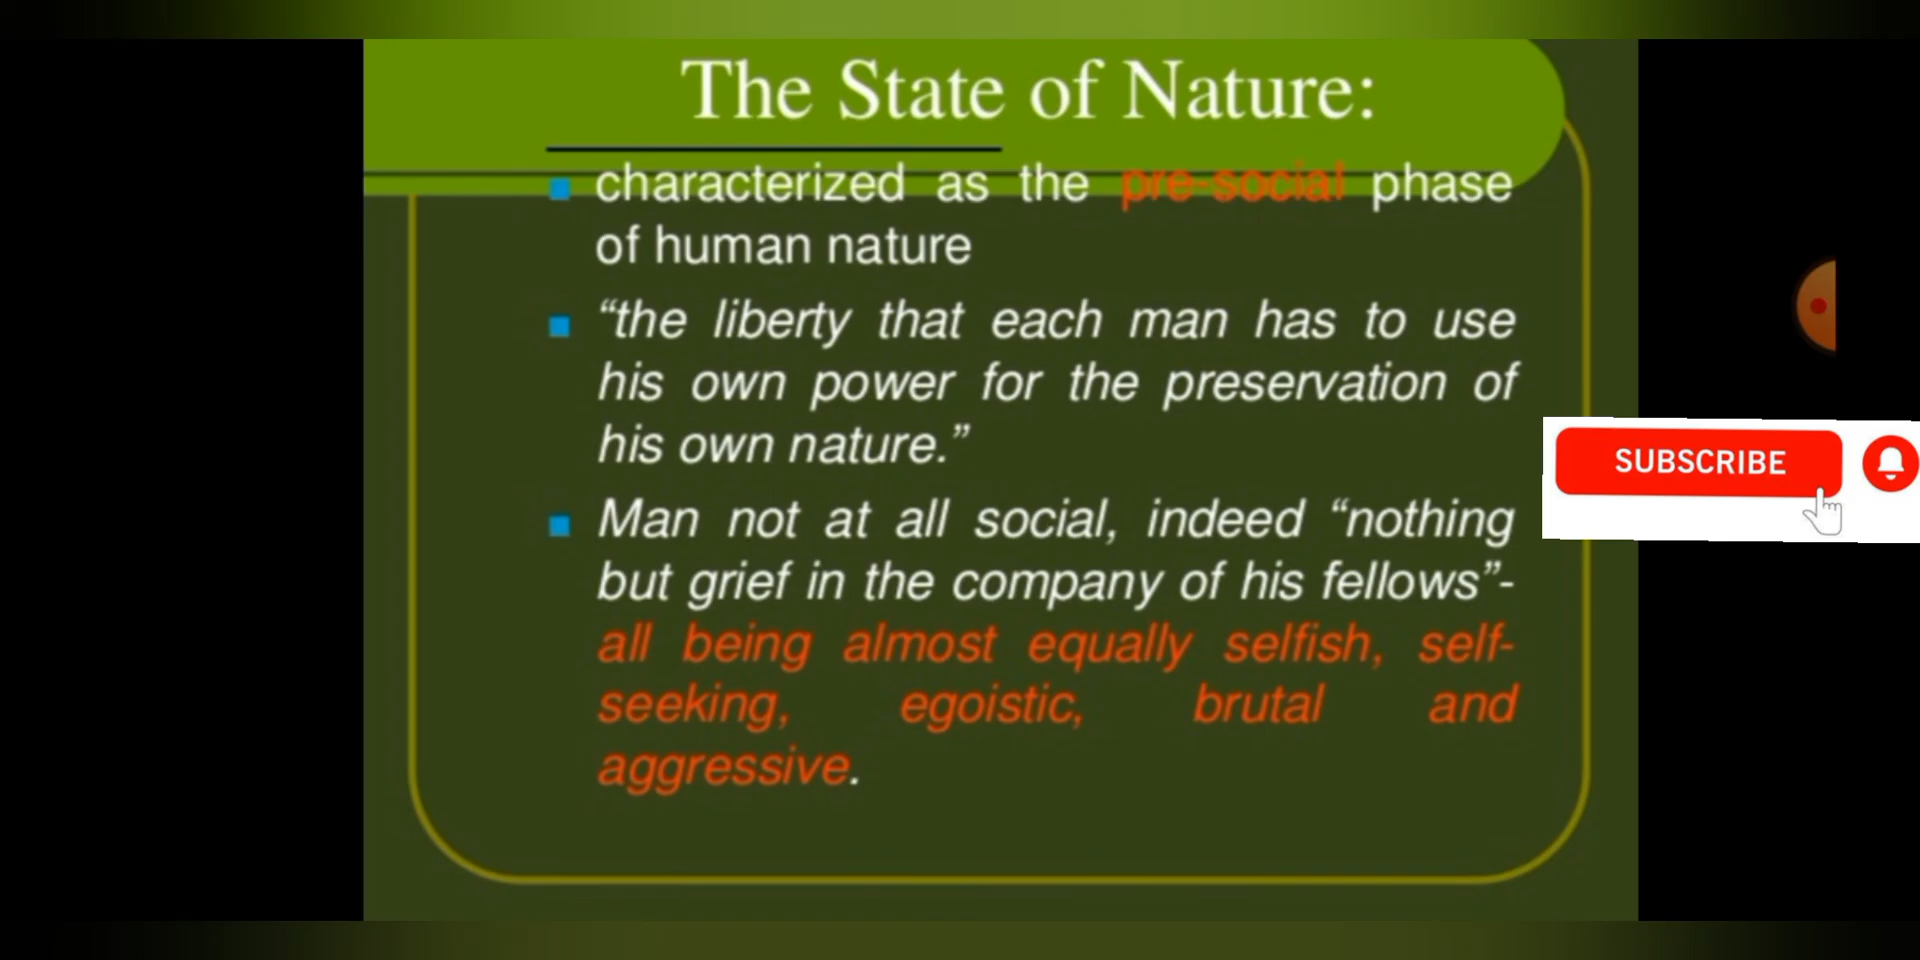 The State of Nature:
characterized as the pre-social phase
of human nature
“the liberty that each man has to use
his own power for the preservation of
his own nature.”
Man not at all social, indeed “nothing
but grief in the company of his fellows”-
all being almost equally selfish, self-
seeking, egoistic, brutal and
aggressive.
SUBSCRIBE